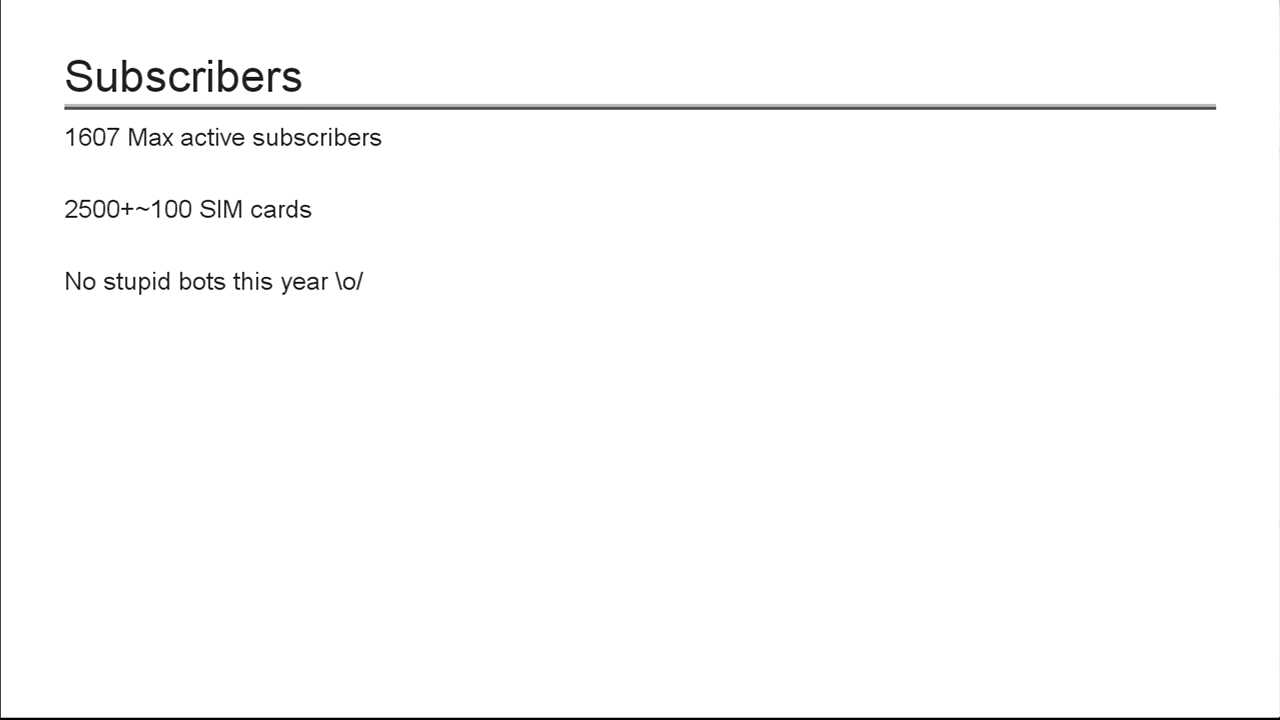 Subscribers
1607 Max active subscribers
2500+~100 SIM cards
No stupid bots this year \o/